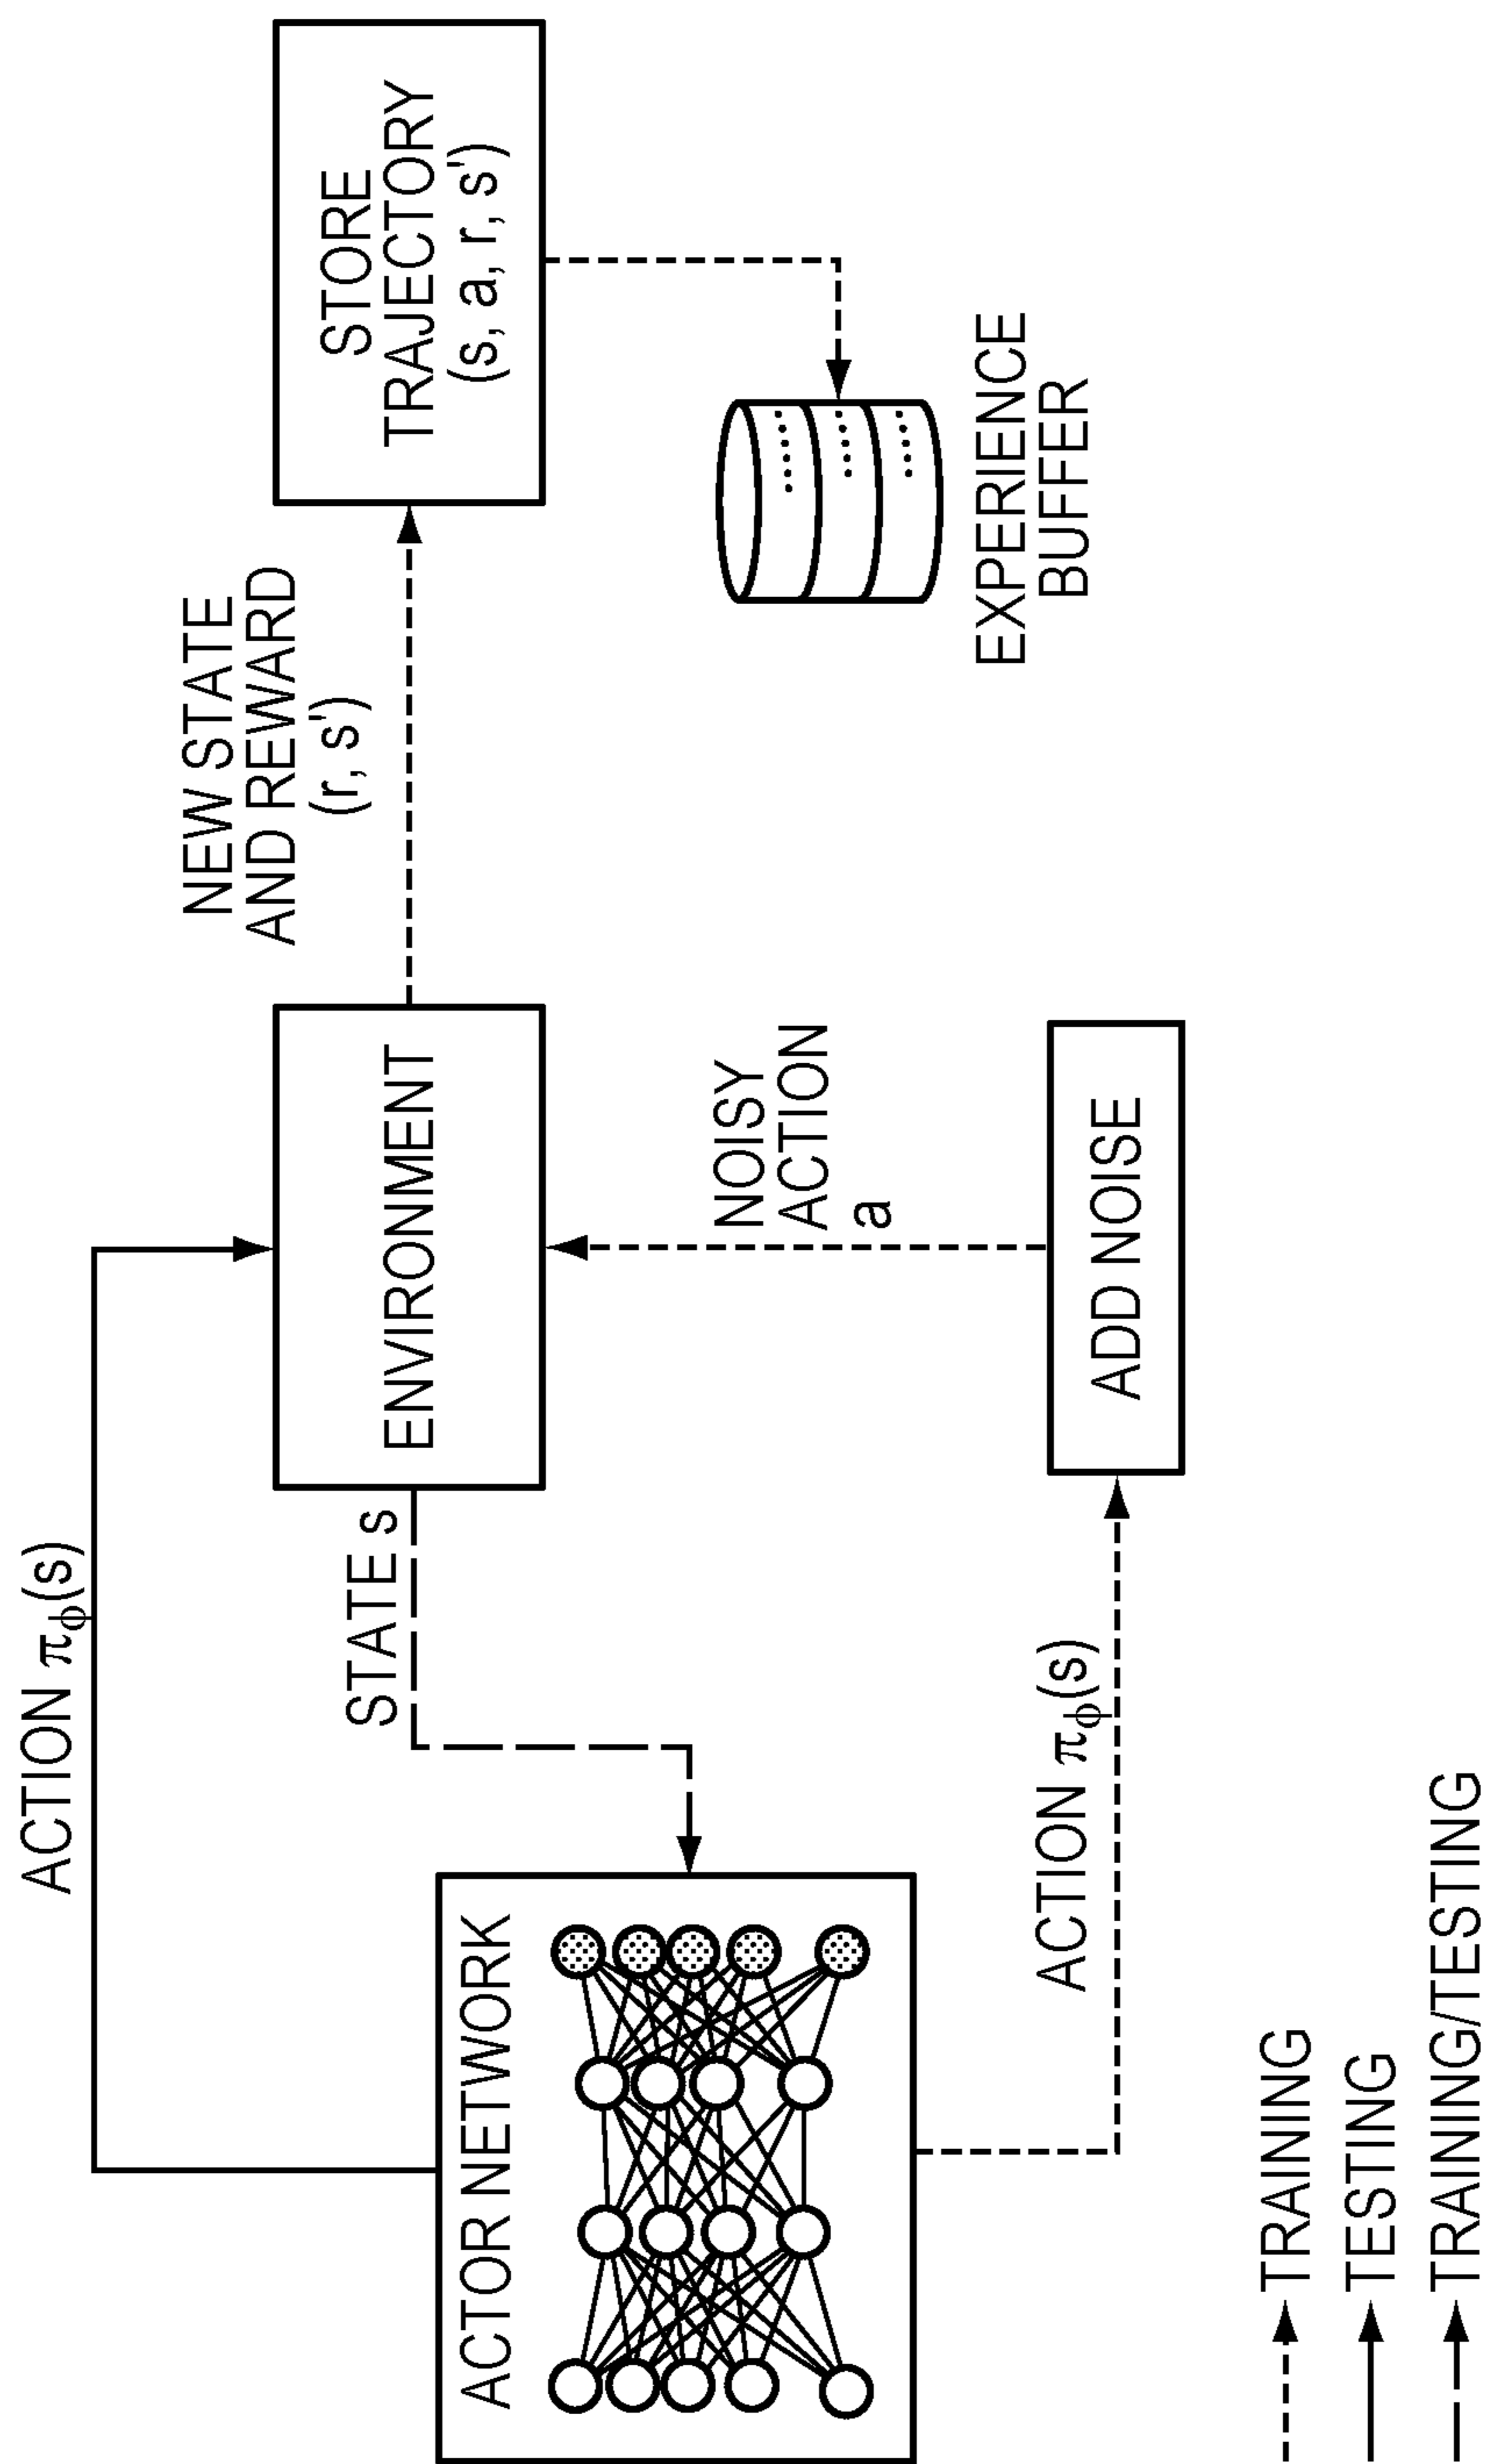 ACTION πϕ(s)
NEW STATE
AND REWARD
(r, s')
STATE s
ENVIRONMENT
STORE
TRAJECTORY
(s, a, r, s')
ACTOR NETWORK
NOISY
ACTION
a
EXPERIENCE
BUFFER
ACTION πϕ(s)
ADD NOISE
TRAINING
TESTING
TRAINING/TESTING